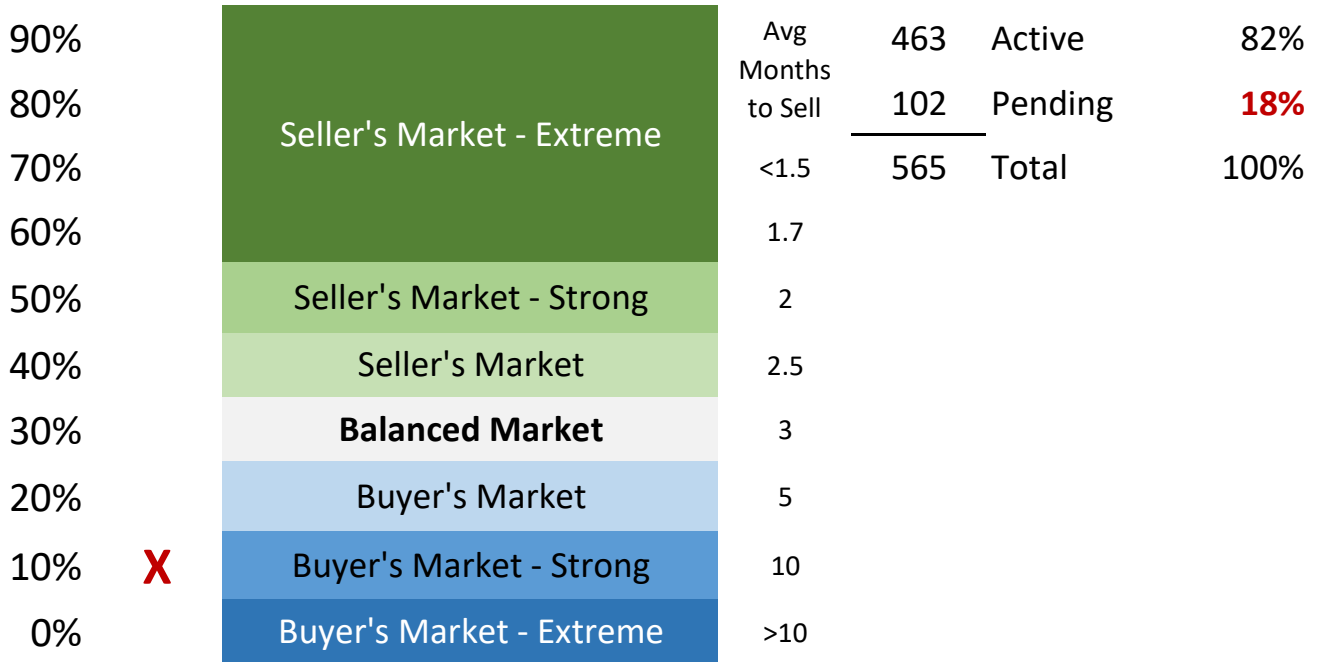 90% Avg 463 Active 82%
Months
80% to Sell 102 Pending 18%
Seller's Market - Extreme
70% <1.5 565 Total 100%
60% 1.7
50% Seller's Market - Strong 2
40% Seller's Market 2.5
30% Balanced Market 3
20% Buyer's Market 5
10% X Buyer's Market - Strong 10
0% Buyer's Market - Extreme >10